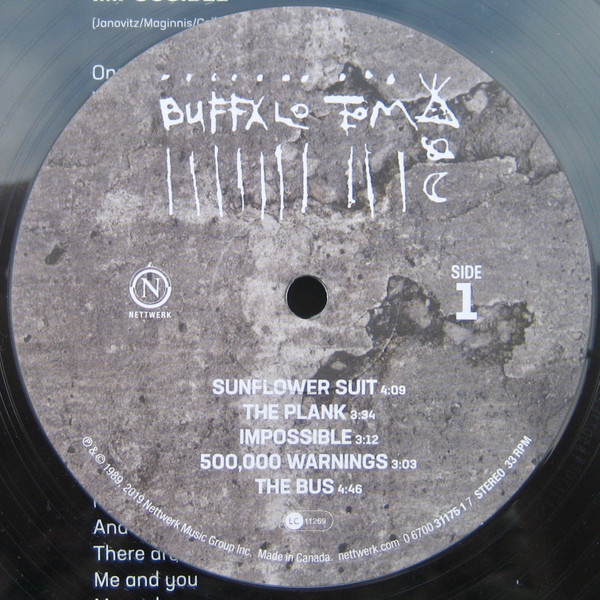 (Janovitz/Maginnis/Co
On
BUFFALO TOM
N
NETTWERK
SIDE
1
SUNFLOWER SUIT 4:09
THE PLANK 3:34
IMPOSSIBLE 3:12
500,000 WARNINGS 3:03
THE BUS 4:46
LC 11269
℗ & © 1989, 2019 Nettwerk Music Group Inc. Made in Canada. nettwerk.com 0 6700 31175-1 7 STEREO 33 RPM
And
There are
Me and you